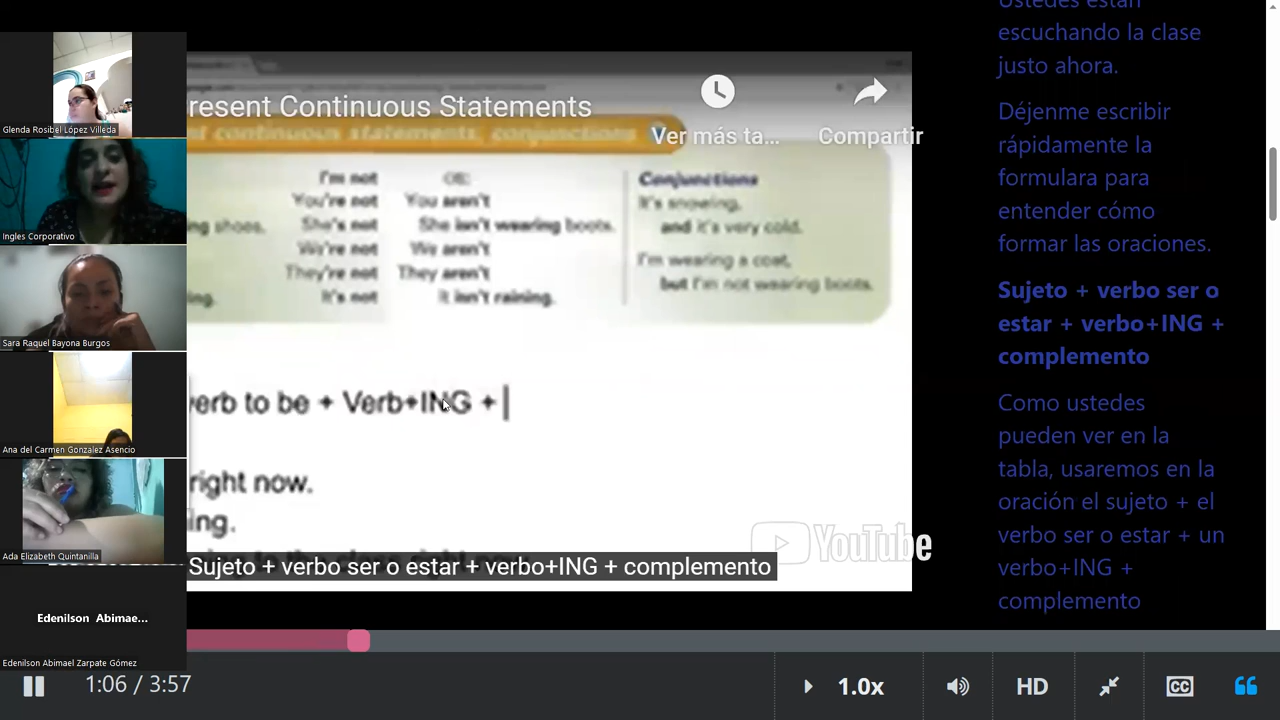 Glenda Rosibel López Villeda
Ingles Corporativo
Sara Raquel Bayona Burgos
Ana del Carmen Gonzalez Asencio
Ada Elizabeth Quintanilla
Edenilson Abimae...
Edenilson Abimael Zarpate Gómez
resent Continuous Statements
t continuous statements, conjunctions
Ver más ta...
Compartir
I'm not OR:
You're not You aren't
ng shoes. She's not She isn't wearing boots.
We're not We aren't
They're not They aren't
ng. It's not It isn't raining.
Conjunctions
It's snowing,
and it's very cold.
I'm wearing a coat,
but I'm not wearing boots.
verb to be + Verb+ING +
right now.
ing.
YouTube
Sujeto + verbo ser o estar + verbo+ING + complemento
Ustedes están
escuchando la clase
justo ahora.
Déjenme escribir
rápidamente la
formulara para
entender cómo
formar las oraciones.
Sujeto + verbo ser o
estar + verbo+ING +
complemento
Como ustedes
pueden ver en la
tabla, usaremos en la
oración el sujeto + el
verbo ser o estar + un
verbo+ING +
complemento
1:06 / 3:57
1.0x
HD
CC